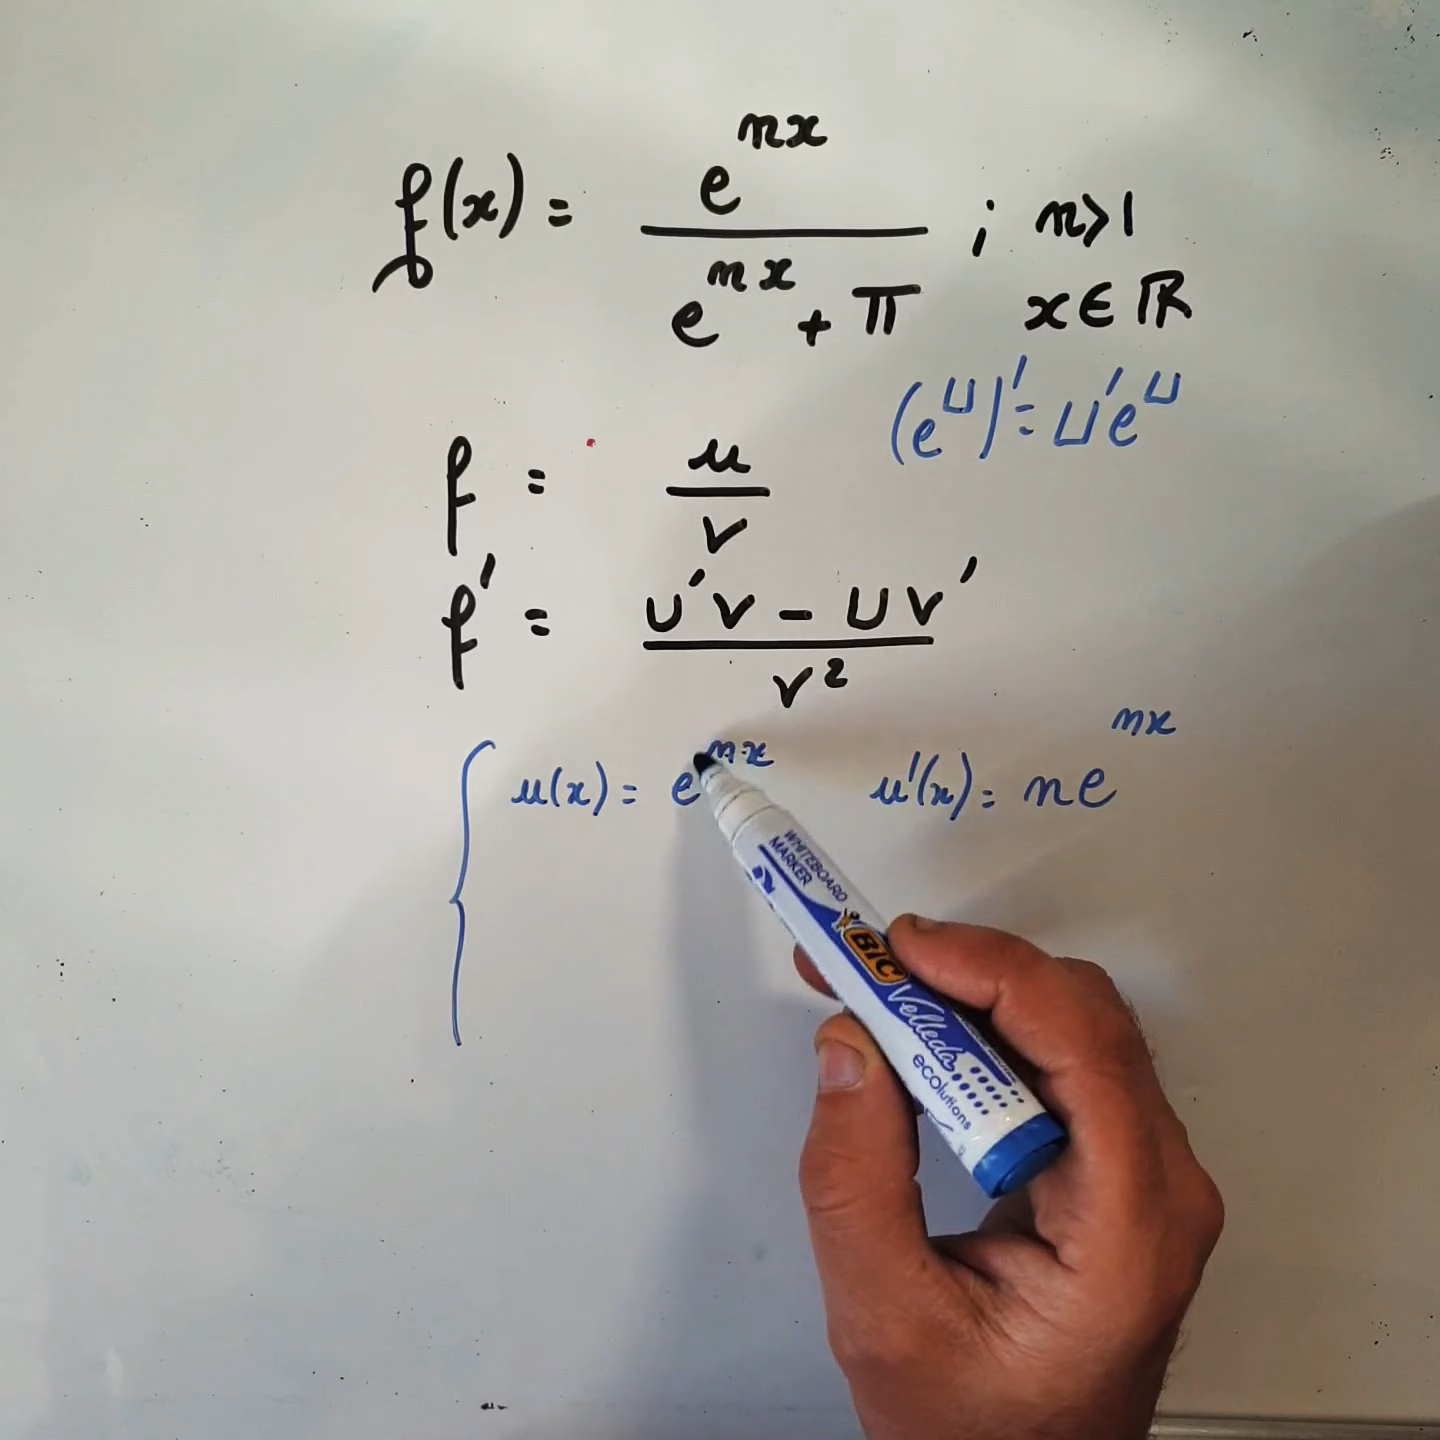 f(x) = e^{nx} / (e^{nx} + π) ; n>1
x∈ℝ
(e^U)' = U'e^U
f = u / v
f' = (U'v - Uv') / v²
u(x) = e^{nx} u'(x) = ne^{nx}
WHITEBOARD
MARKER
BIC
Velleda
ecolutions